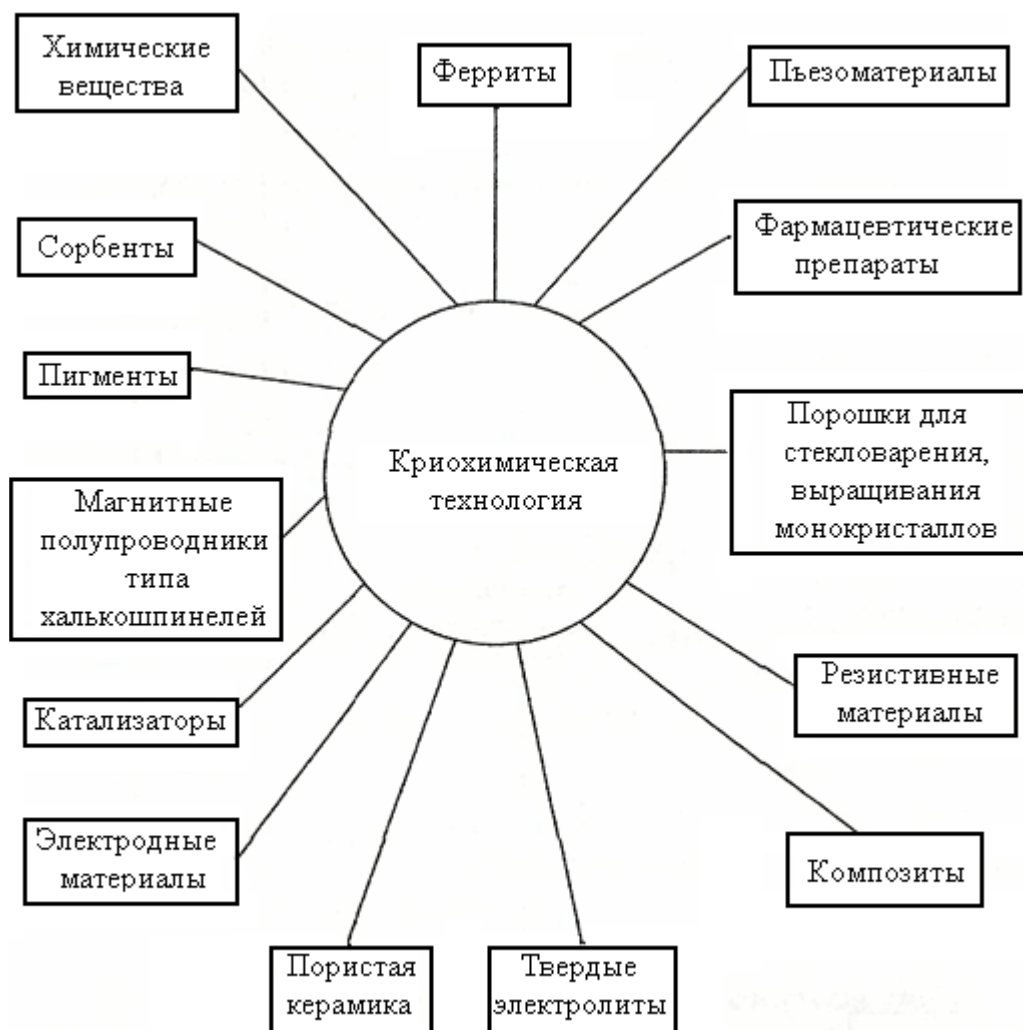 Химические
вещества
Ферриты
Пьезоматериалы
Сорбенты
Фармацевтические
препараты
Пигменты
Порошки для
стекловарения,
выращивания
монокристаллов
Криохимическая
технология
Магнитные
полупроводники
типа
халькошпинелей
Резистивные
материалы
Катализаторы
Электродные
материалы
Композиты
Пористая
керамика
Твердые
электролиты